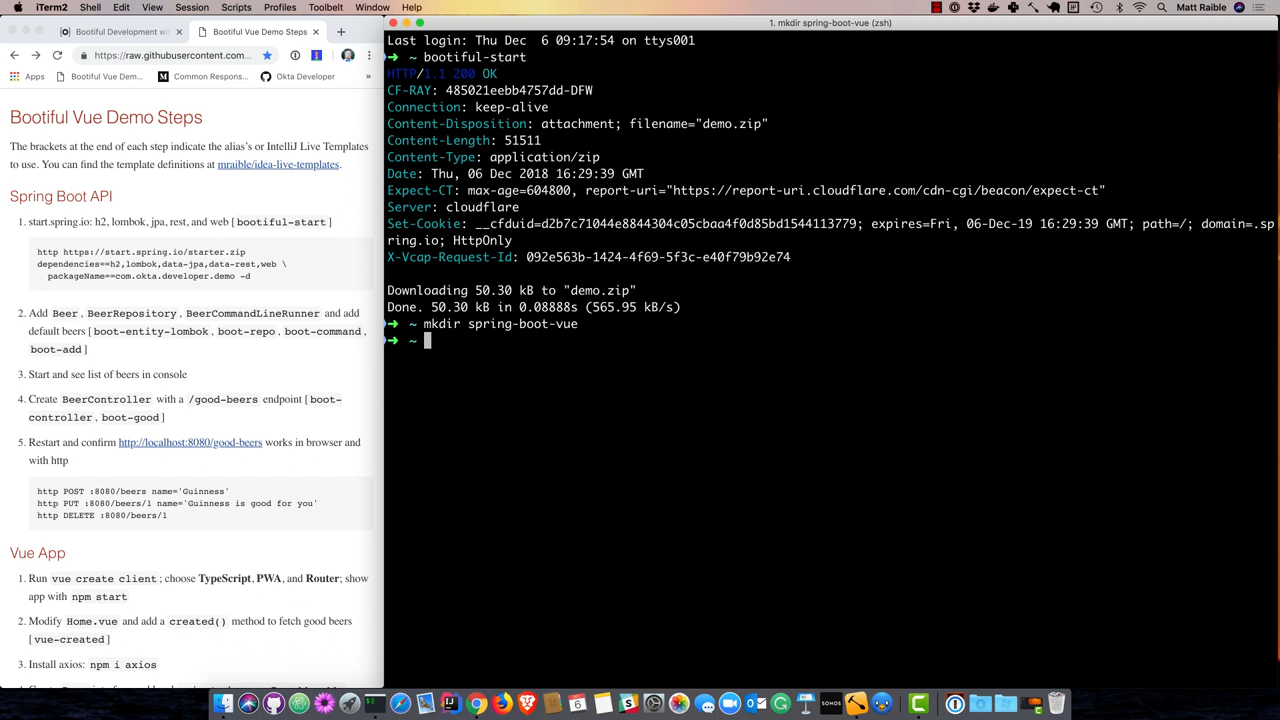 iTerm2 Shell Edit View Session Scripts Profiles Toolbelt Window Help
Matt Raible
Bootiful Development wi
Bootiful Vue Demo Steps
https://raw.githubusercontent...
Apps
Bootiful Vue Dem...
Common Respons...
Okta Developer
»
Bootiful Vue Demo Steps
The brackets at the end of each step indicate the alias's or IntelliJ Live Templates
to use. You can find the template definitions at mraible/idea-live-templates.
Spring Boot API
1. start.spring.io: h2, lombok, jpa, rest, and web [ bootiful-start ]
http https://start.spring.io/starter.zip
dependencies==h2,lombok,data-jpa,data-rest,web \
packageName==com.okta.developer.demo -d
2. Add Beer, BeerRepository, BeerCommandLineRunner and add
default beers [ boot-entity-lombok, boot-repo, boot-command,
boot-add ]
3. Start and see list of beers in console
4. Create BeerController with a /good-beers endpoint [ boot-
controller, boot-good ]
5. Restart and confirm http://localhost:8080/good-beers works in browser and
with http
http POST :8080/beers name='Guinness'
http PUT :8080/beers/1 name='Guinness is good for you'
http DELETE :8080/beers/1
Vue App
1. Run vue create client; choose TypeScript, PWA, and Router; show
app with npm start
2. Modify Home.vue and add a created() method to fetch good beers
[ vue-created ]
3. Install axios: npm i axios
1. mkdir spring-boot-vue (zsh)
Last login: Thu Dec  6 09:17:54 on ttys001
➜ ~ bootiful-start
HTTP/1.1 200 OK
CF-RAY: 485021eebb4757dd-DFW
Connection: keep-alive
Content-Disposition: attachment; filename="demo.zip"
Content-Length: 51511
Content-Type: application/zip
Date: Thu, 06 Dec 2018 16:29:39 GMT
Expect-CT: max-age=604800, report-uri="https://report-uri.cloudflare.com/cdn-cgi/beacon/expect-ct"
Server: cloudflare
Set-Cookie: __cfduid=d2b7c71044e8844304c05cbaa4f0d85bd1544113779; expires=Fri, 06-Dec-19 16:29:39 GMT; path=/; domain=.sp
ring.io; HttpOnly
X-Vcap-Request-Id: 092e563b-1424-4f69-5f3c-e40f79b92e74
Downloading 50.30 kB to "demo.zip"
Done. 50.30 kB in 0.08888s (565.95 kB/s)
➜ ~ mkdir spring-boot-vue
➜ ~
SONOS